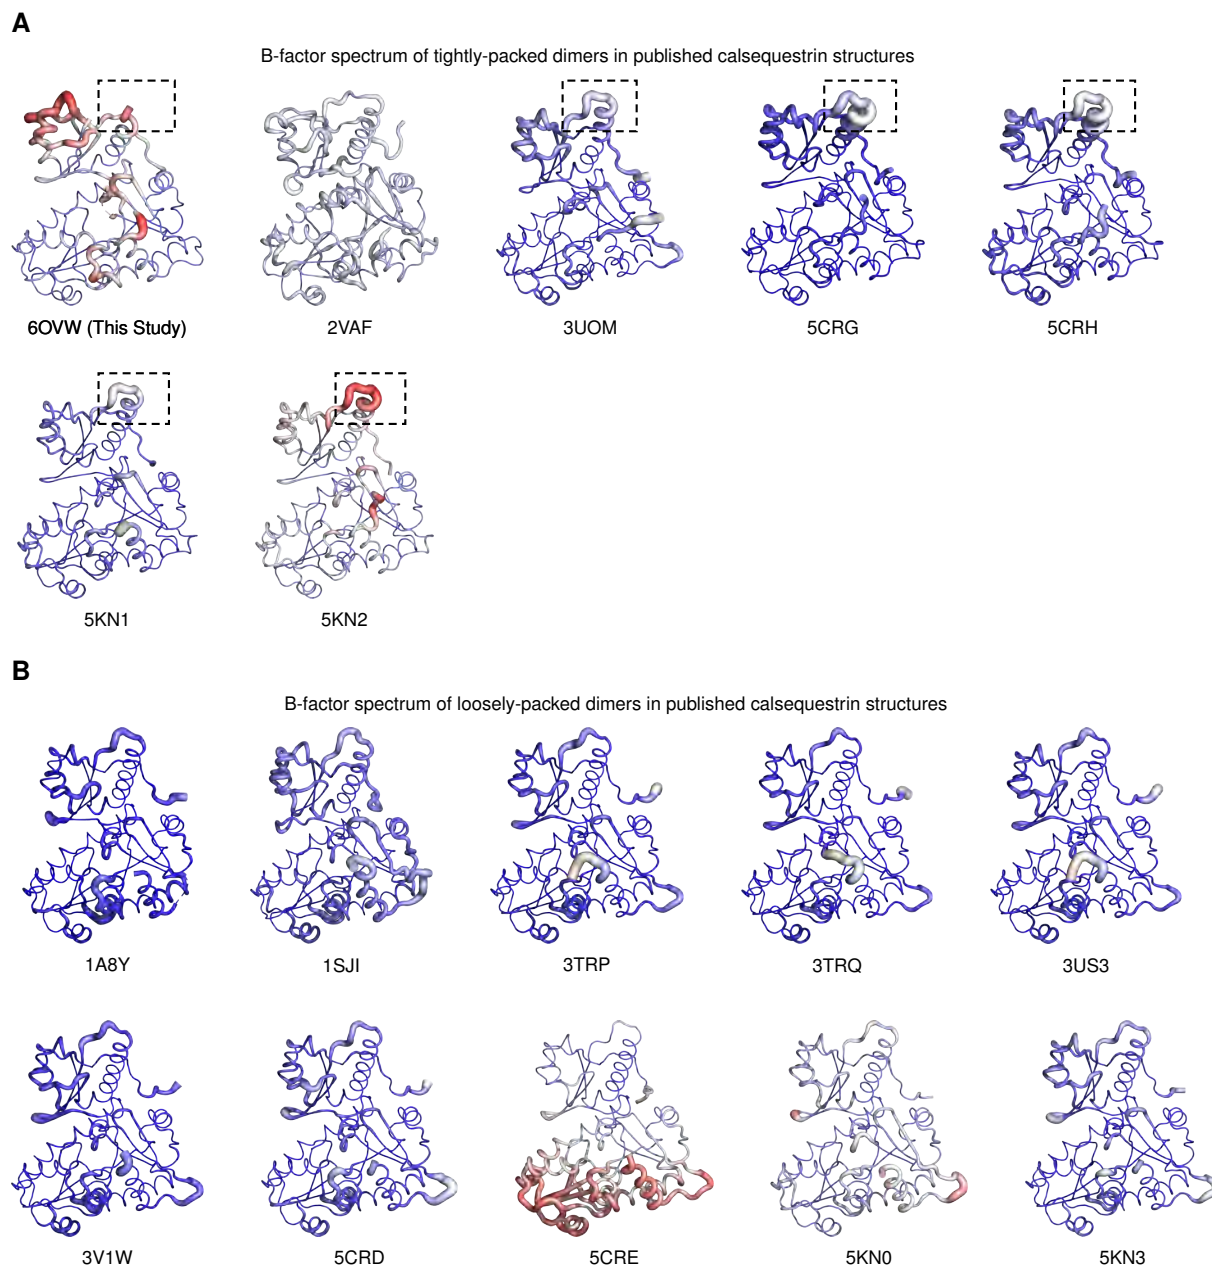 A
B-factor spectrum of tightly-packed dimers in published calsequestrin structures
6OVW (This Study)
2VAF
3UOM
5CRG
5CRH
5KN1
5KN2
B
B-factor spectrum of loosely-packed dimers in published calsequestrin structures
1A8Y
1SJI
3TRP
3TRQ
3US3
3V1W
5CRD
5CRE
5KN0
5KN3